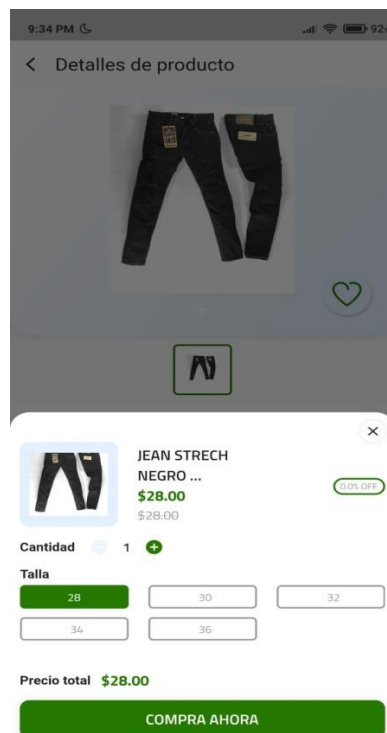 9:34 PM
92
Detalles de producto
JEAN STRECH
NEGRO ...
$28.00
$28.00
0.0% OFF
Cantidad 1
Talla
28 30 32
34 36
Precio total $28.00
COMPRA AHORA